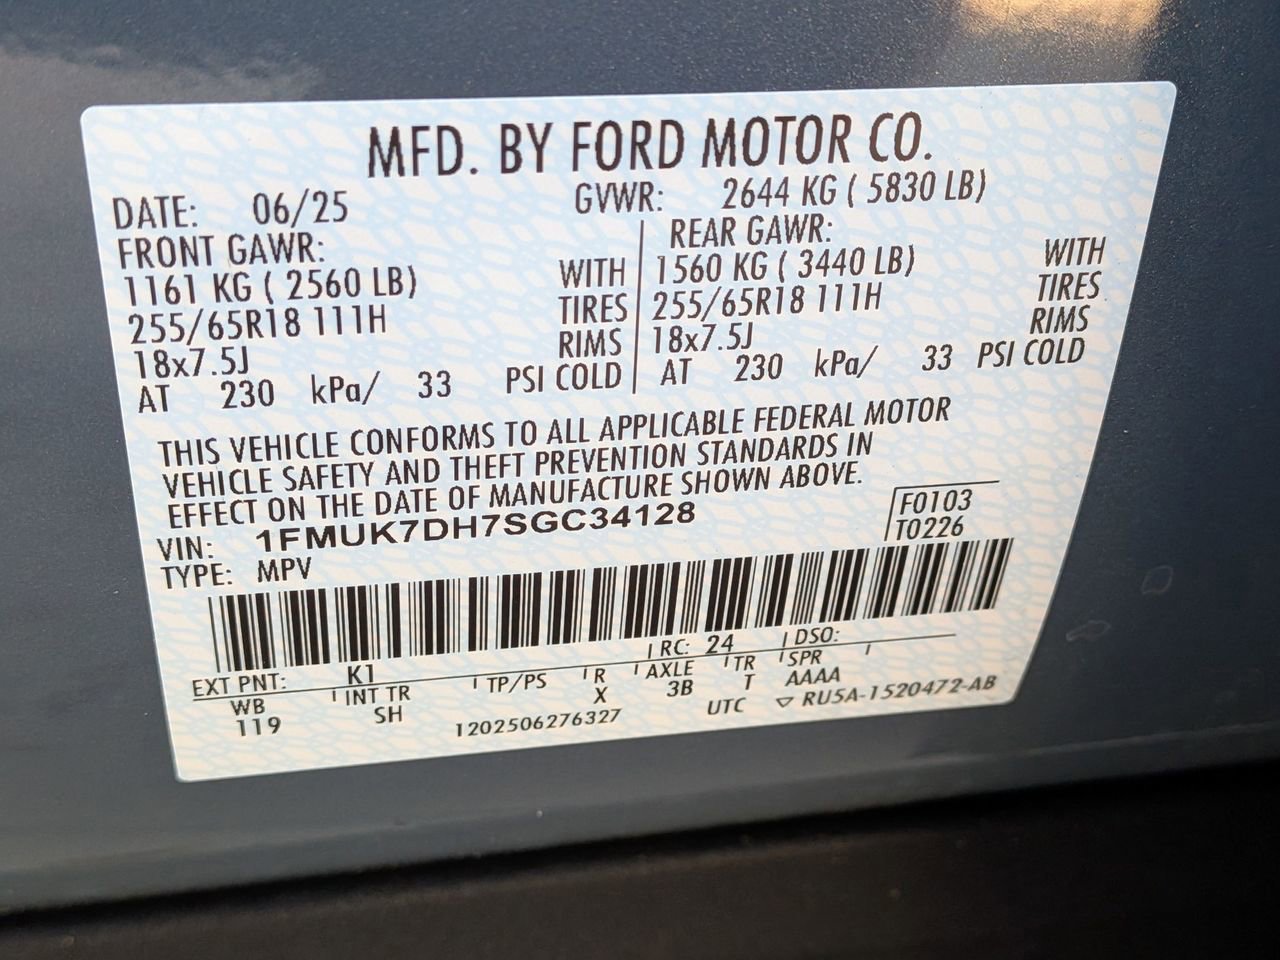 MFD. BY FORD MOTOR CO.
DATE: 06/25 GVWR: 2644 KG ( 5830 LB)
FRONT GAWR: REAR GAWR:
1161 KG ( 2560 LB) WITH 1560 KG ( 3440 LB) WITH
255/65R18 111H TIRES 255/65R18 111H TIRES
18x7.5J RIMS 18x7.5J RIMS
AT 230 kPa/ 33 PSI COLD AT 230 kPa/ 33 PSI COLD
THIS VEHICLE CONFORMS TO ALL APPLICABLE FEDERAL MOTOR
VEHICLE SAFETY AND THEFT PREVENTION STANDARDS IN
EFFECT ON THE DATE OF MANUFACTURE SHOWN ABOVE.
VIN: 1FMUK7DH7SGC34128 F0103
TYPE: MPV T0226
EXT PNT: K1 RC: 24 DSO:
WB INT TR TP/PS R AXLE TR SPR
119 SH X 3B T AAAA
1202506276327 UTC ▽ RU5A-1520472-AB